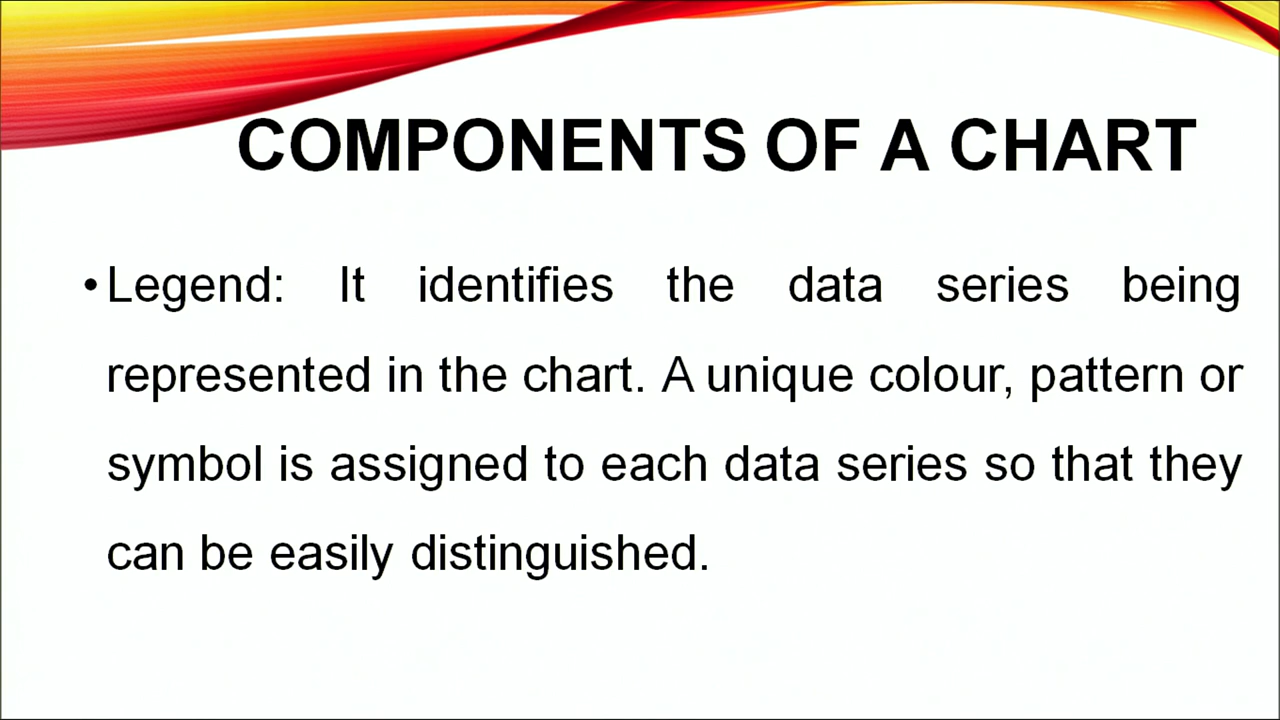 COMPONENTS OF A CHART
• Legend: It identifies the data series being
represented in the chart. A unique colour, pattern or
symbol is assigned to each data series so that they
can be easily distinguished.